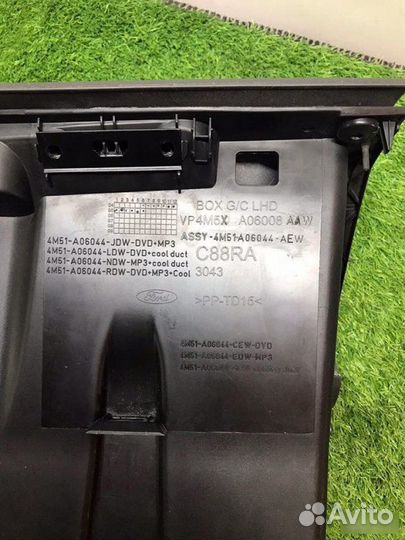 BOX G/C LHD
VP4M5X A06008 AAW
ASSY-4M51-A06044-AEW
4M51-A06044-JDW-DVD+MP3
4M51-A06044-LDW-DVD+cool duct
4M51-A06044-NDW-MP3+cool duct
4M51-A06044-RDW-DVD+MP3+Cool
C88RA
3043
Ford
>PP-TD15<
4M51-A06044-CEW-DVD
4M51-A06044-EDW-MP3
Avito